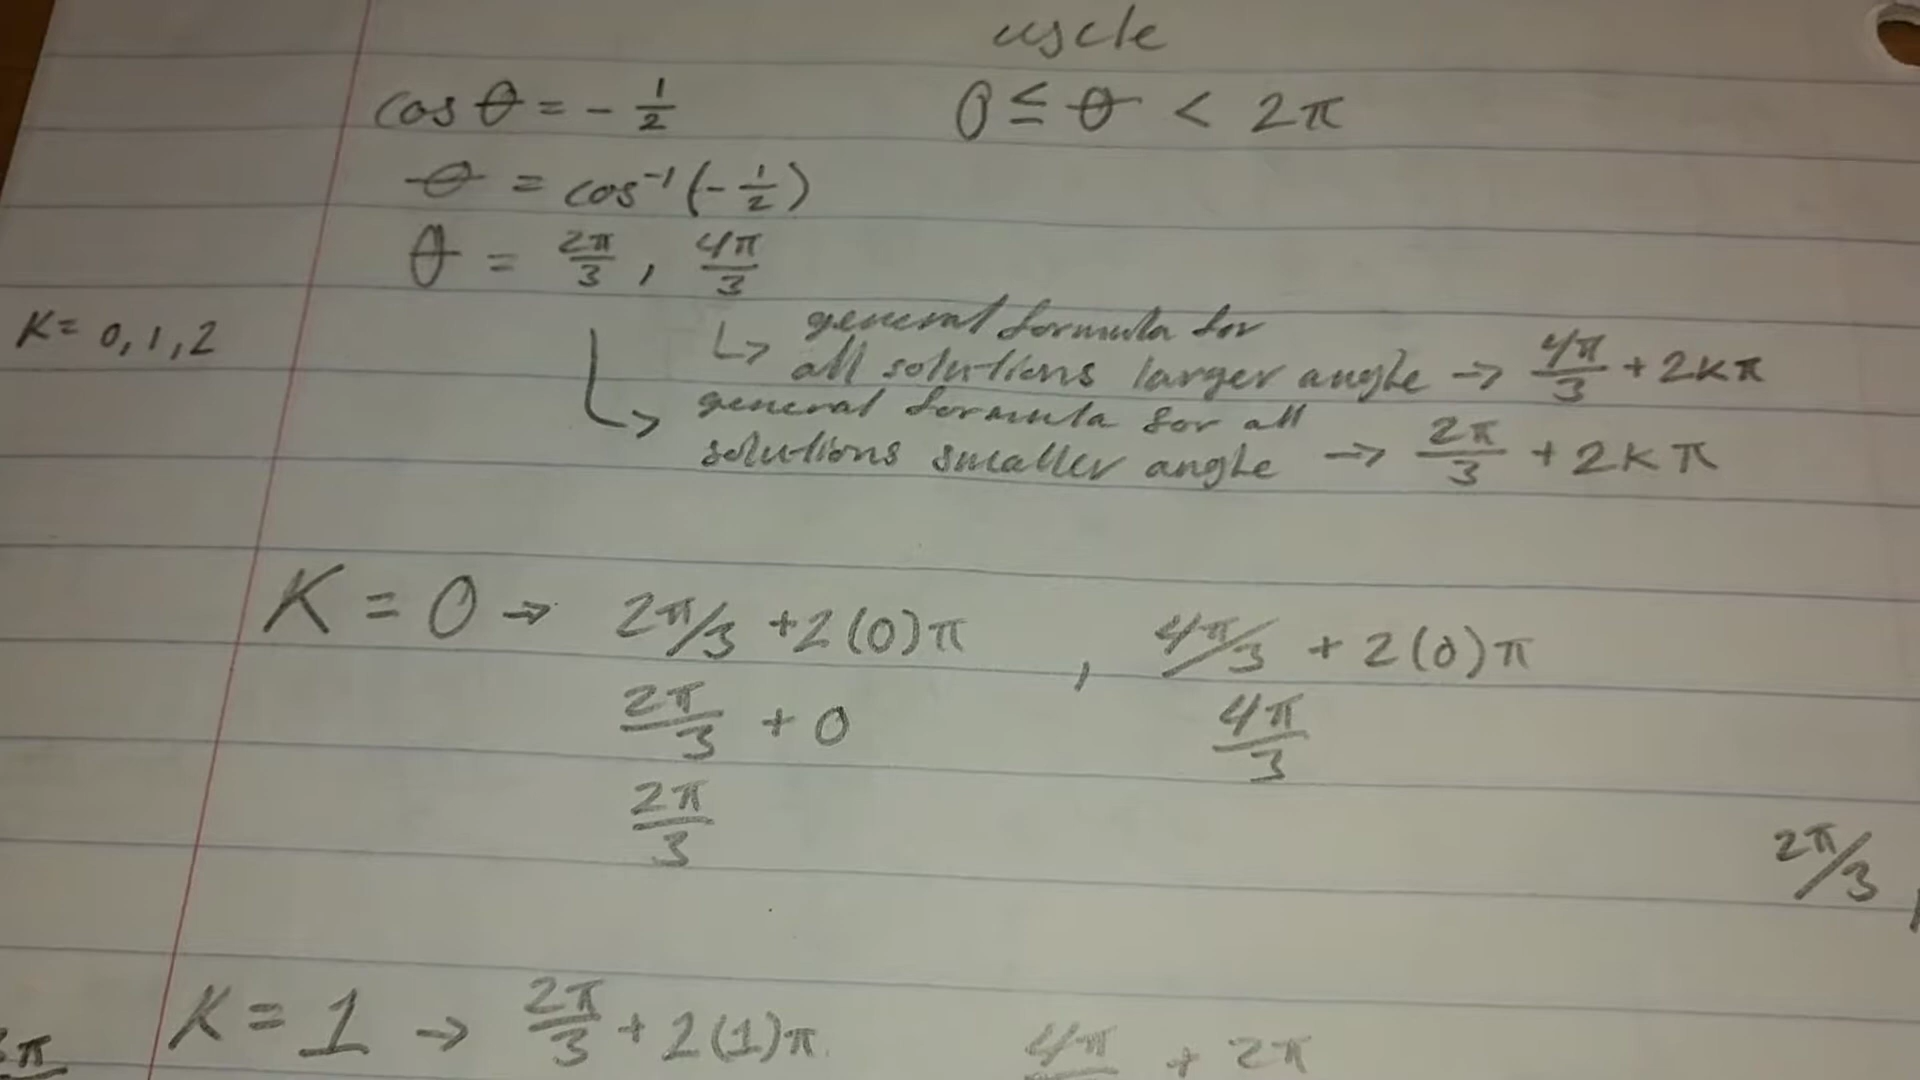 cos θ = - 1/2
0 ≤ θ < 2π
θ = cos⁻¹(- 1/2)
θ = 2π/3 , 4π/3
K = 0, 1, 2
↳ general formula for
all solutions larger angle → 4π/3 + 2Kπ
↳ general formula for all
solutions smaller angle → 2π/3 + 2Kπ
K = 0 → 2π/3 + 2(0)π , 4π/3 + 2(0)π
2π/3 + 0
4π/3
2π/3
2π/3
K = 1 → 2π/3 + 2(1)π
4π + 2π